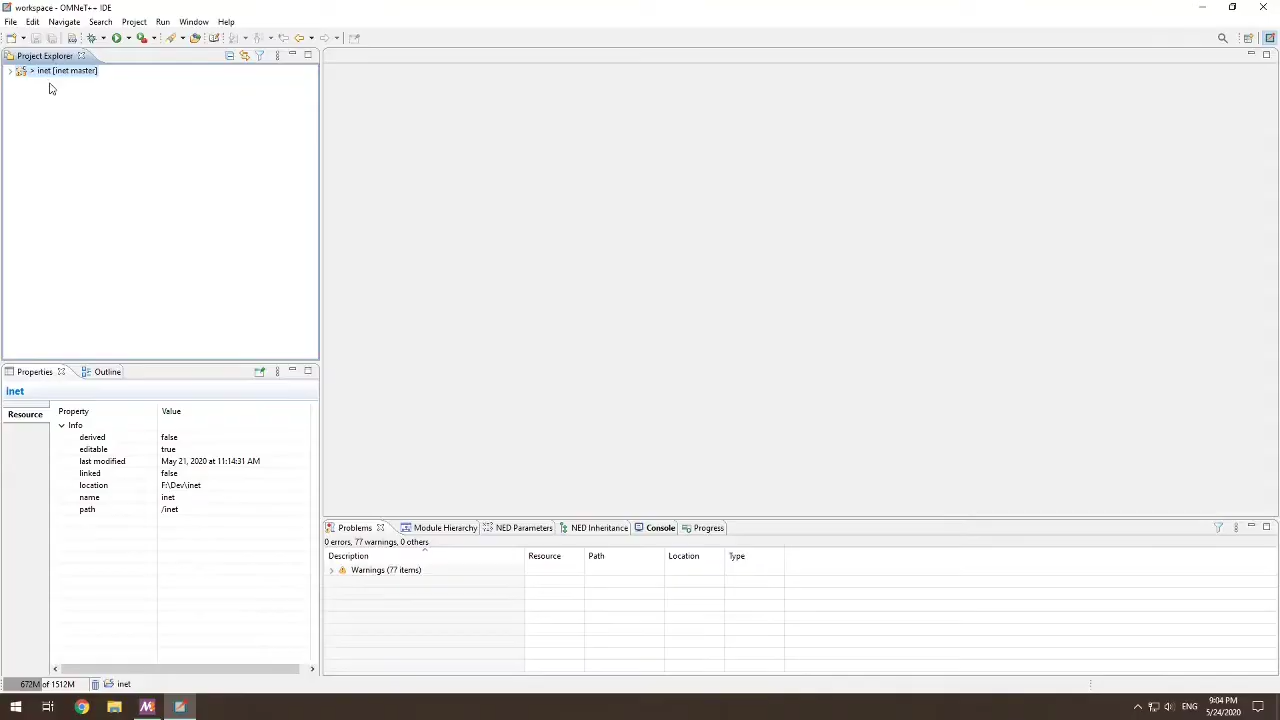 workspace - OMNeT++ IDE
File Edit Navigate Search Project Run Window Help
Project Explorer
> inet [inet master]
Properties Outline
inet
Resource
Property Value
Info
derived false
editable true
last modified May 21, 2020 at 11:14:31 AM
linked false
location F:\Dev\inet
name inet
path /inet
Problems Module Hierarchy NED Parameters NED Inheritance Console Progress
0 errors, 77 warnings, 0 others
Description Resource Path Location Type
Warnings (77 items)
672M of 1512M inet
ENG 9:04 PM
5/24/2020